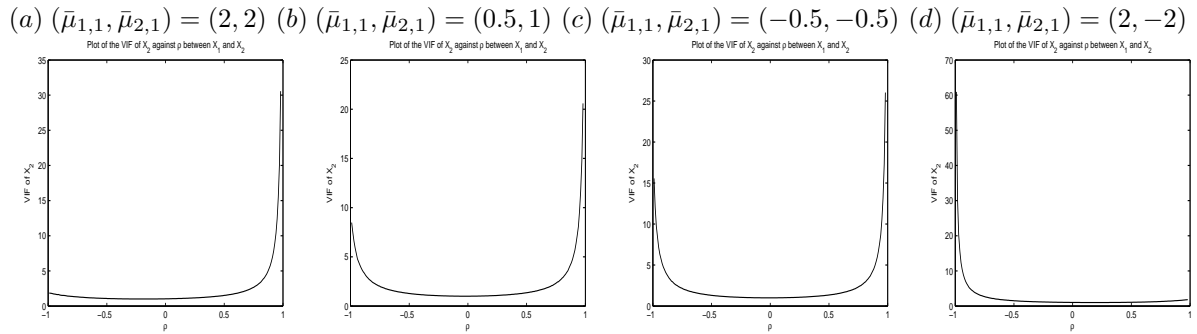 (a) (μ̄₁,₁, μ̄₂,₁) = (2, 2) (b) (μ̄₁,₁, μ̄₂,₁) = (0.5, 1) (c) (μ̄₁,₁, μ̄₂,₁) = (−0.5, −0.5) (d) (μ̄₁,₁, μ̄₂,₁) = (2, −2)
Plot of the VIF of X₂ against ρ between X₁ and X₂
VIF of X₂
35
30
25
20
15
10
5
0
−1 −0.5 0 0.5 1
ρ
Plot of the VIF of X₂ against ρ between X₁ and X₂
VIF of X₂
25
20
15
10
5
0
−1 −0.5 0 0.5 1
ρ
Plot of the VIF of X₂ against ρ between X₁ and X₂
VIF of X₂
30
25
20
15
10
5
0
−1 −0.5 0 0.5 1
ρ
Plot of the VIF of X₂ against ρ between X₁ and X₂
VIF of X₂
70
60
50
40
30
20
10
0
−1 −0.5 0 0.5 1
ρ